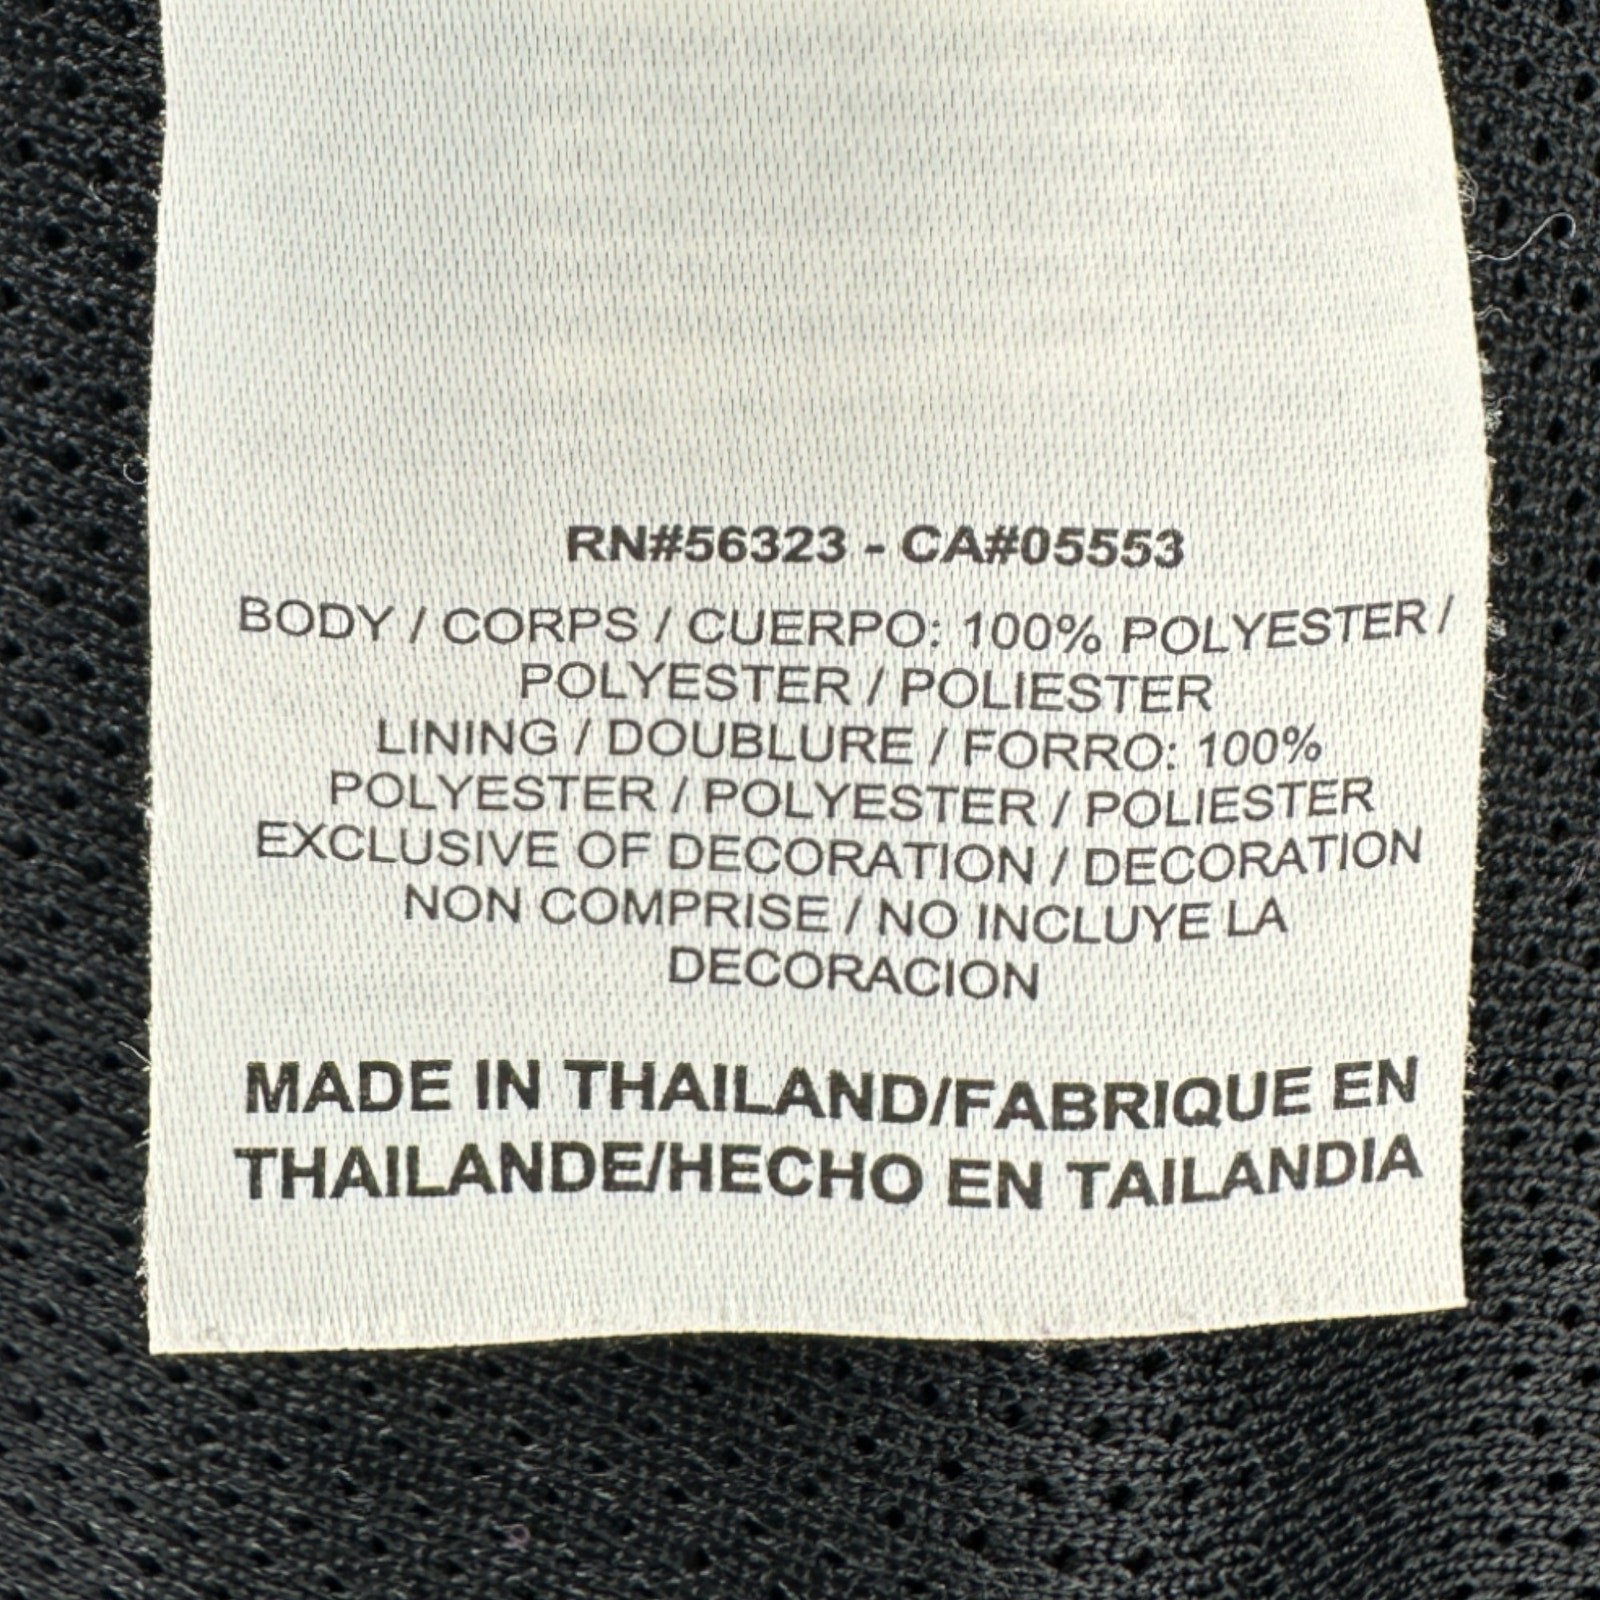 RN#56323 - CA#05553
BODY / CORPS / CUERPO: 100% POLYESTER /
POLYESTER / POLIESTER
LINING / DOUBLURE / FORRO: 100%
POLYESTER / POLYESTER / POLIESTER
EXCLUSIVE OF DECORATION / DECORATION
NON COMPRISE / NO INCLUYE LA
DECORACION
MADE IN THAILAND/FABRIQUE EN
THAILANDE/HECHO EN TAILANDIA